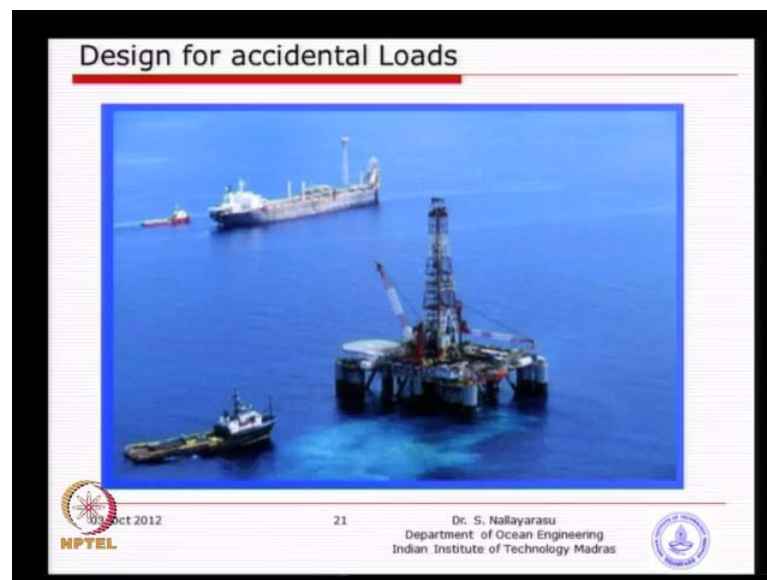 Design for accidental Loads
03 Oct 2012
21
Dr. S. Nallayarasu
Department of Ocean Engineering
Indian Institute of Technology Madras
NPTEL